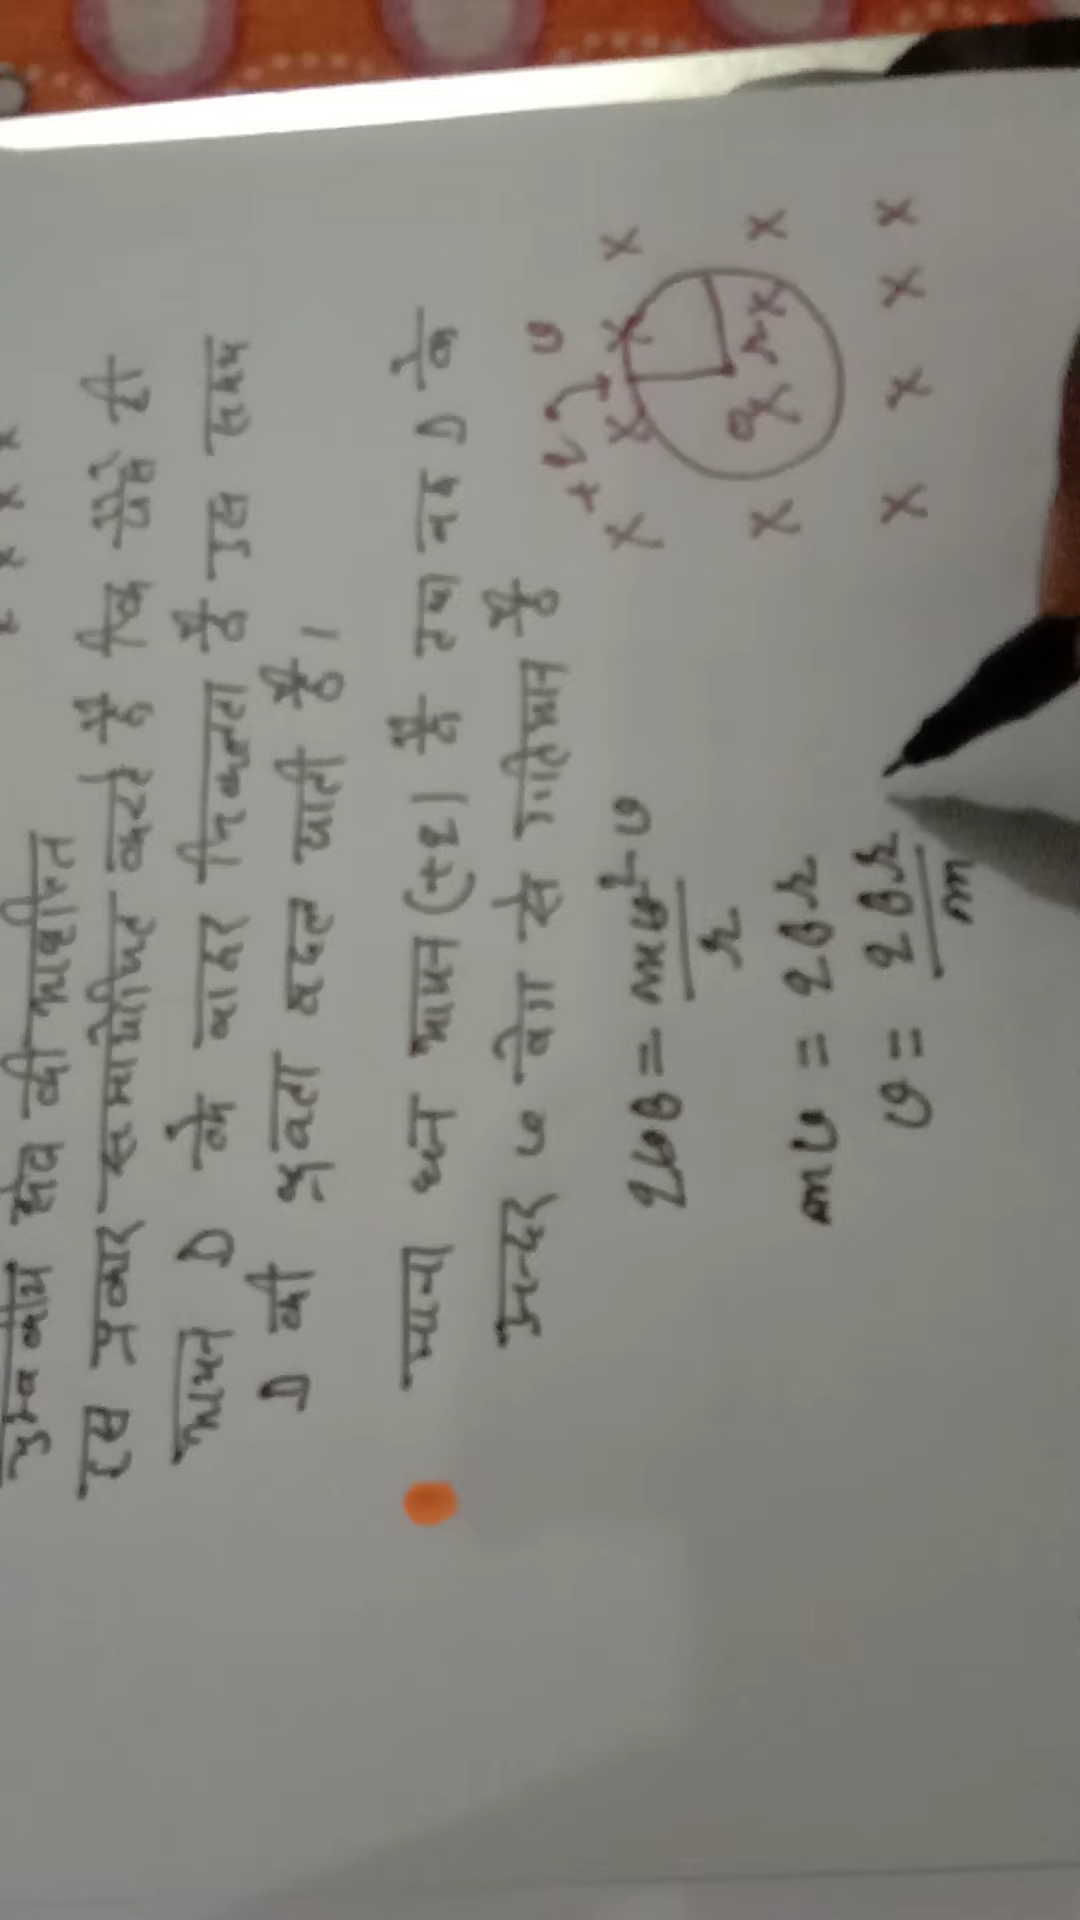 चुम्बकीय क्षेत्र की
इस प्रकार समायोजित करते हैं कि जैसे ही
आयन D के बाहर निकलता है उस समय
D की ध्रुवता बदल जाती है।
माना धन आयन (+q) है तथा वह D के
अन्दर v वेग से गतिमान है
qvB = mv²
r
mv = qBr
v = qBr
m
+q
v
r
O
x x x x
x x x x
x x x x